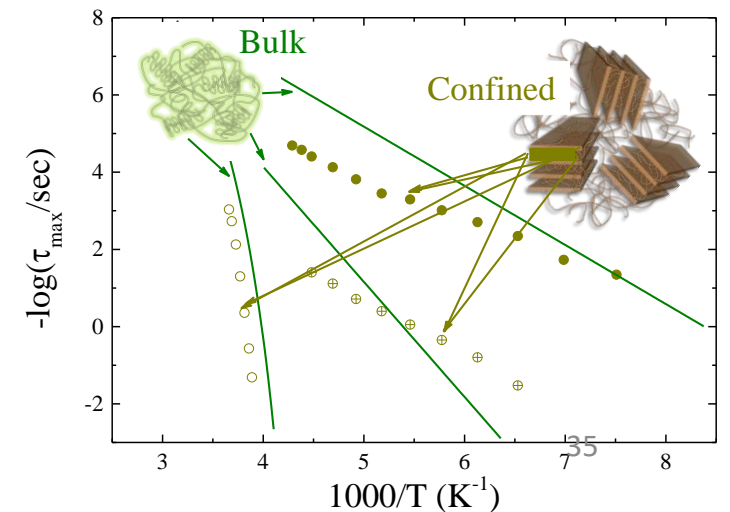 8
Bulk
6
Confined
4
-log(τmax/sec)
2
0
-2
35
3 4 5 6 7 8
1000/T (K-1)